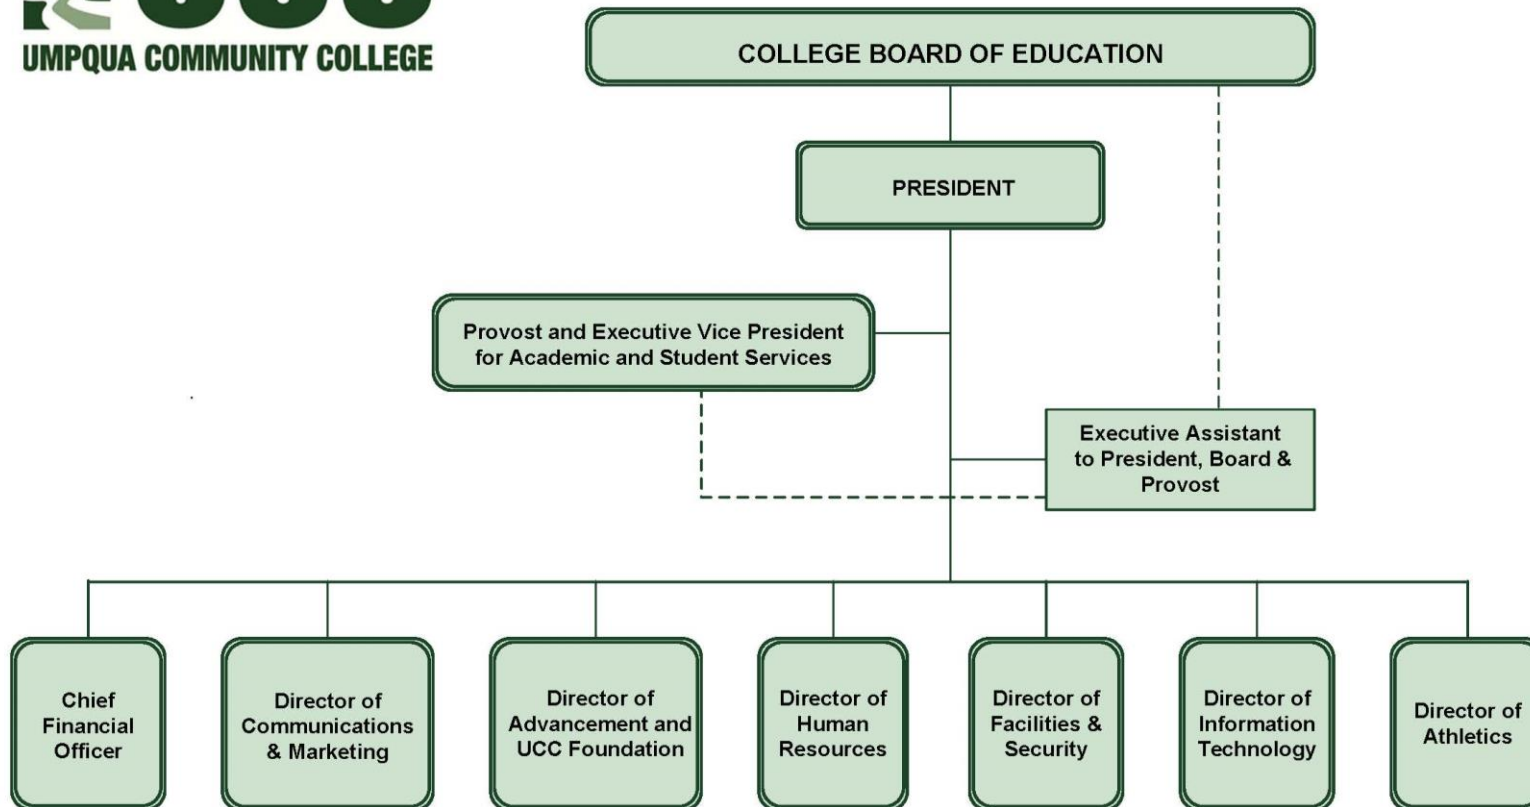 UMPQUA COMMUNITY COLLEGE
COLLEGE BOARD OF EDUCATION
PRESIDENT
Provost and Executive Vice President
for Academic and Student Services
Executive Assistant
to President, Board &
Provost
Chief
Financial
Officer
Director of
Communications
& Marketing
Director of
Advancement and
UCC Foundation
Director of
Human
Resources
Director of
Facilities &
Security
Director of
Information
Technology
Director of
Athletics